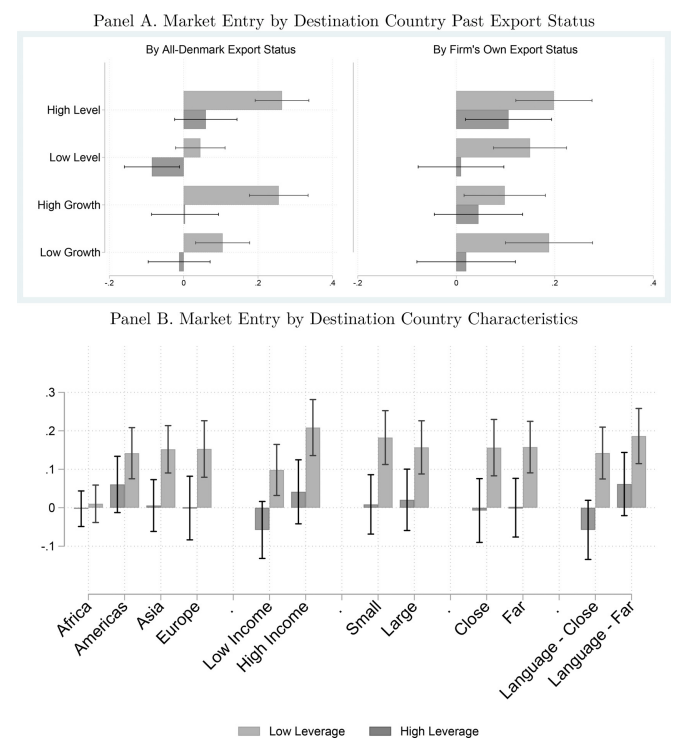 Panel A. Market Entry by Destination Country Past Export Status
By All-Denmark Export Status
By Firm's Own Export Status
High Level
Low Level
High Growth
Low Growth
-.2 0 .2 .4
-.2 0 .2 .4
Panel B. Market Entry by Destination Country Characteristics
.3
.2
.1
0
-.1
Africa
Americas
Asia
Europe
.
Low Income
High Income
.
Small
Large
.
Close
Far
.
Language - Close
Language - Far
Low Leverage
High Leverage